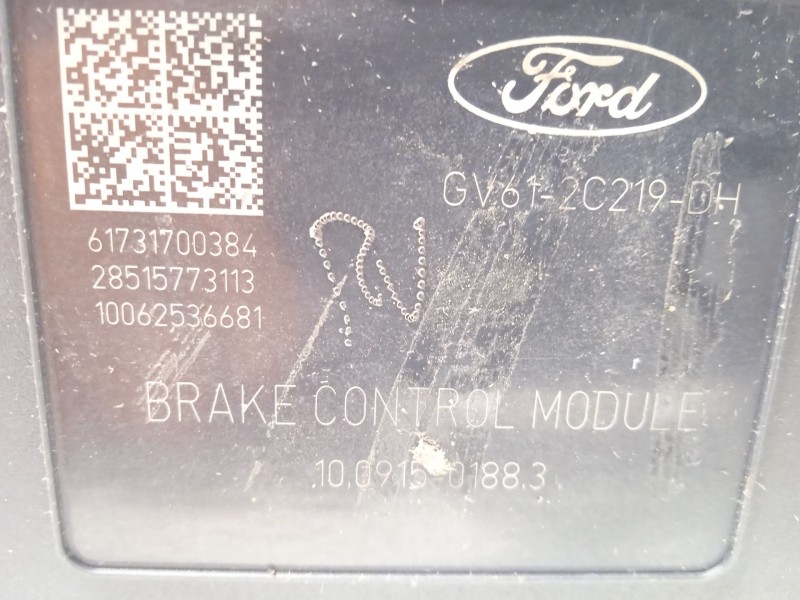 Ford
GV61-2C219-DH
61731700384
28515773113
10062536681
BRAKE CONTROL MODULE
10.0915-0188.3